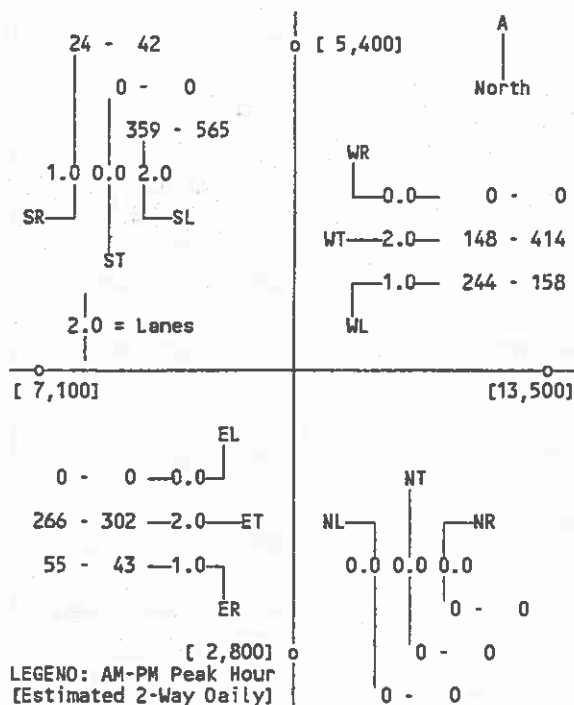 24 - 42
[ 5,400]
A
North
0 - 0
359 - 565
1.0 0.0 2.0
SR
SL
ST
WR
0.0 0 - 0
WT 2.0 148 - 414
1.0 244 - 158
WL
2.0 = Lanes
[ 7,100]
[13,500]
EL
0 - 0 0.0
266 - 302 2.0 ET
55 - 43 1.0
ER
NT
NL NR
0.0 0.0 0.0
0 - 0
0 - 0
0 - 0
[ 2,800]
LEGENO: AM-PM Peak Hour
[Estimated 2-Way Oaily]